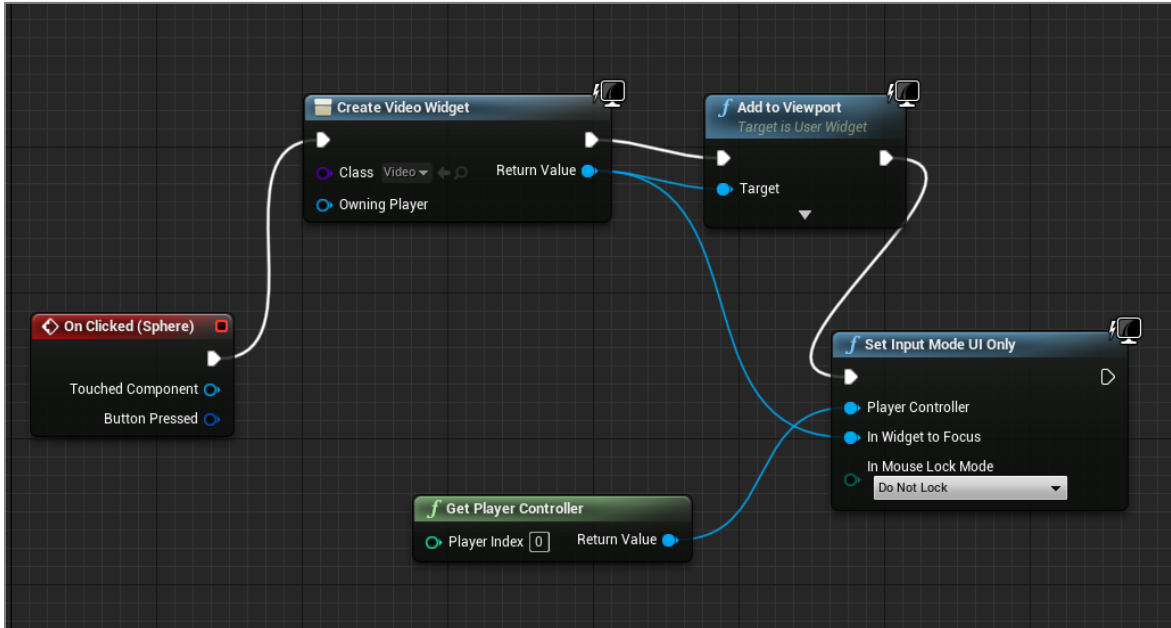 Create Video Widget
Class Video
Return Value
Owning Player
f Add to Viewport
Target is User Widget
Target
On Clicked (Sphere)
Touched Component
Button Pressed
f Set Input Mode UI Only
Player Controller
In Widget to Focus
In Mouse Lock Mode
Do Not Lock
f Get Player Controller
Player Index 0
Return Value